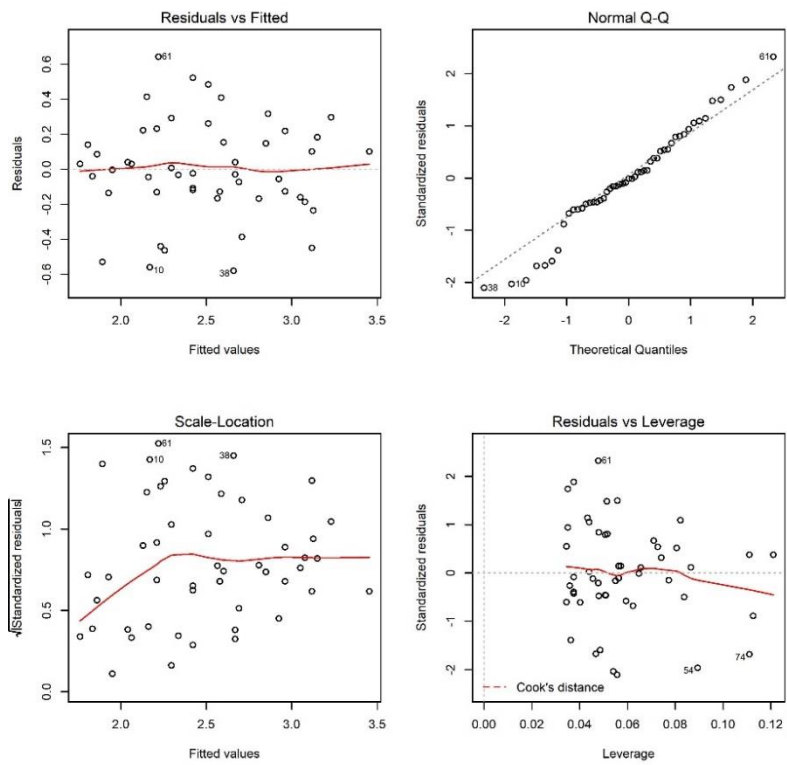 Residuals vs Fitted
Residuals
0.6
0.4
0.2
0.0
-0.2
-0.4
-0.6
61
10
38
2.0 2.5 3.0 3.5
Fitted values
Normal Q-Q
Standardized residuals
2
1
0
-1
-2
61
38
10
-2 -1 0 1 2
Theoretical Quantiles
Scale-Location
√|Standardized residuals|
1.5
1.0
0.5
0.0
61
10
38
2.0 2.5 3.0 3.5
Fitted values
Residuals vs Leverage
Standardized residuals
2
1
0
-1
-2
61
74
54
Cook's distance
0.00 0.02 0.04 0.06 0.08 0.10 0.12
Leverage